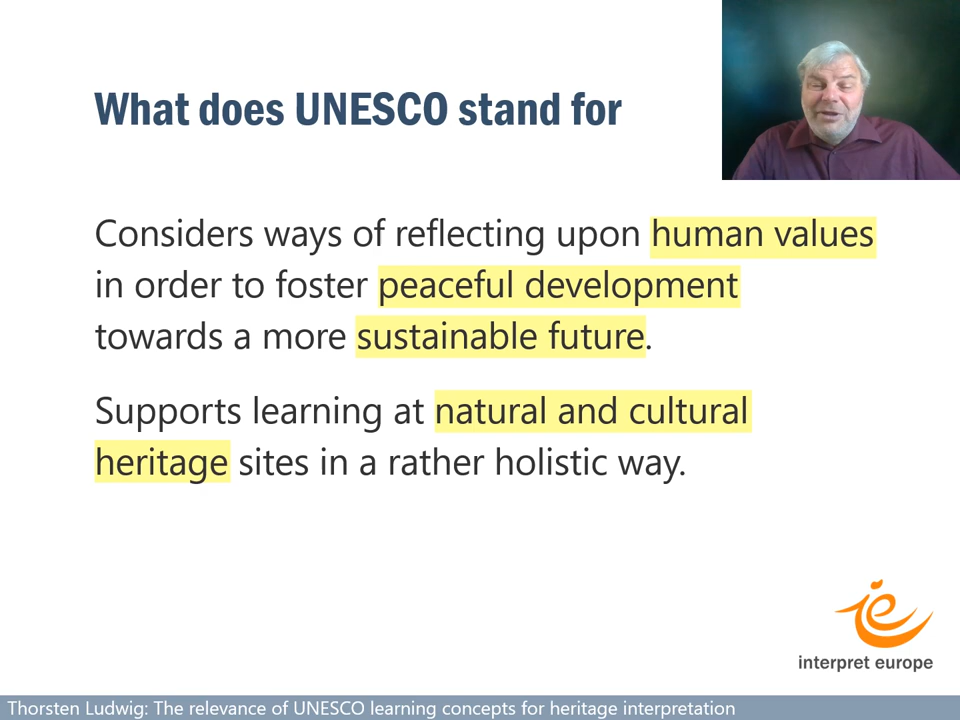 What does UNESCO stand for
Considers ways of reflecting upon human values
in order to foster peaceful development
towards a more sustainable future.
Supports learning at natural and cultural
heritage sites in a rather holistic way.
ie
interpret europe
Thorsten Ludwig: The relevance of UNESCO learning concepts for heritage interpretation